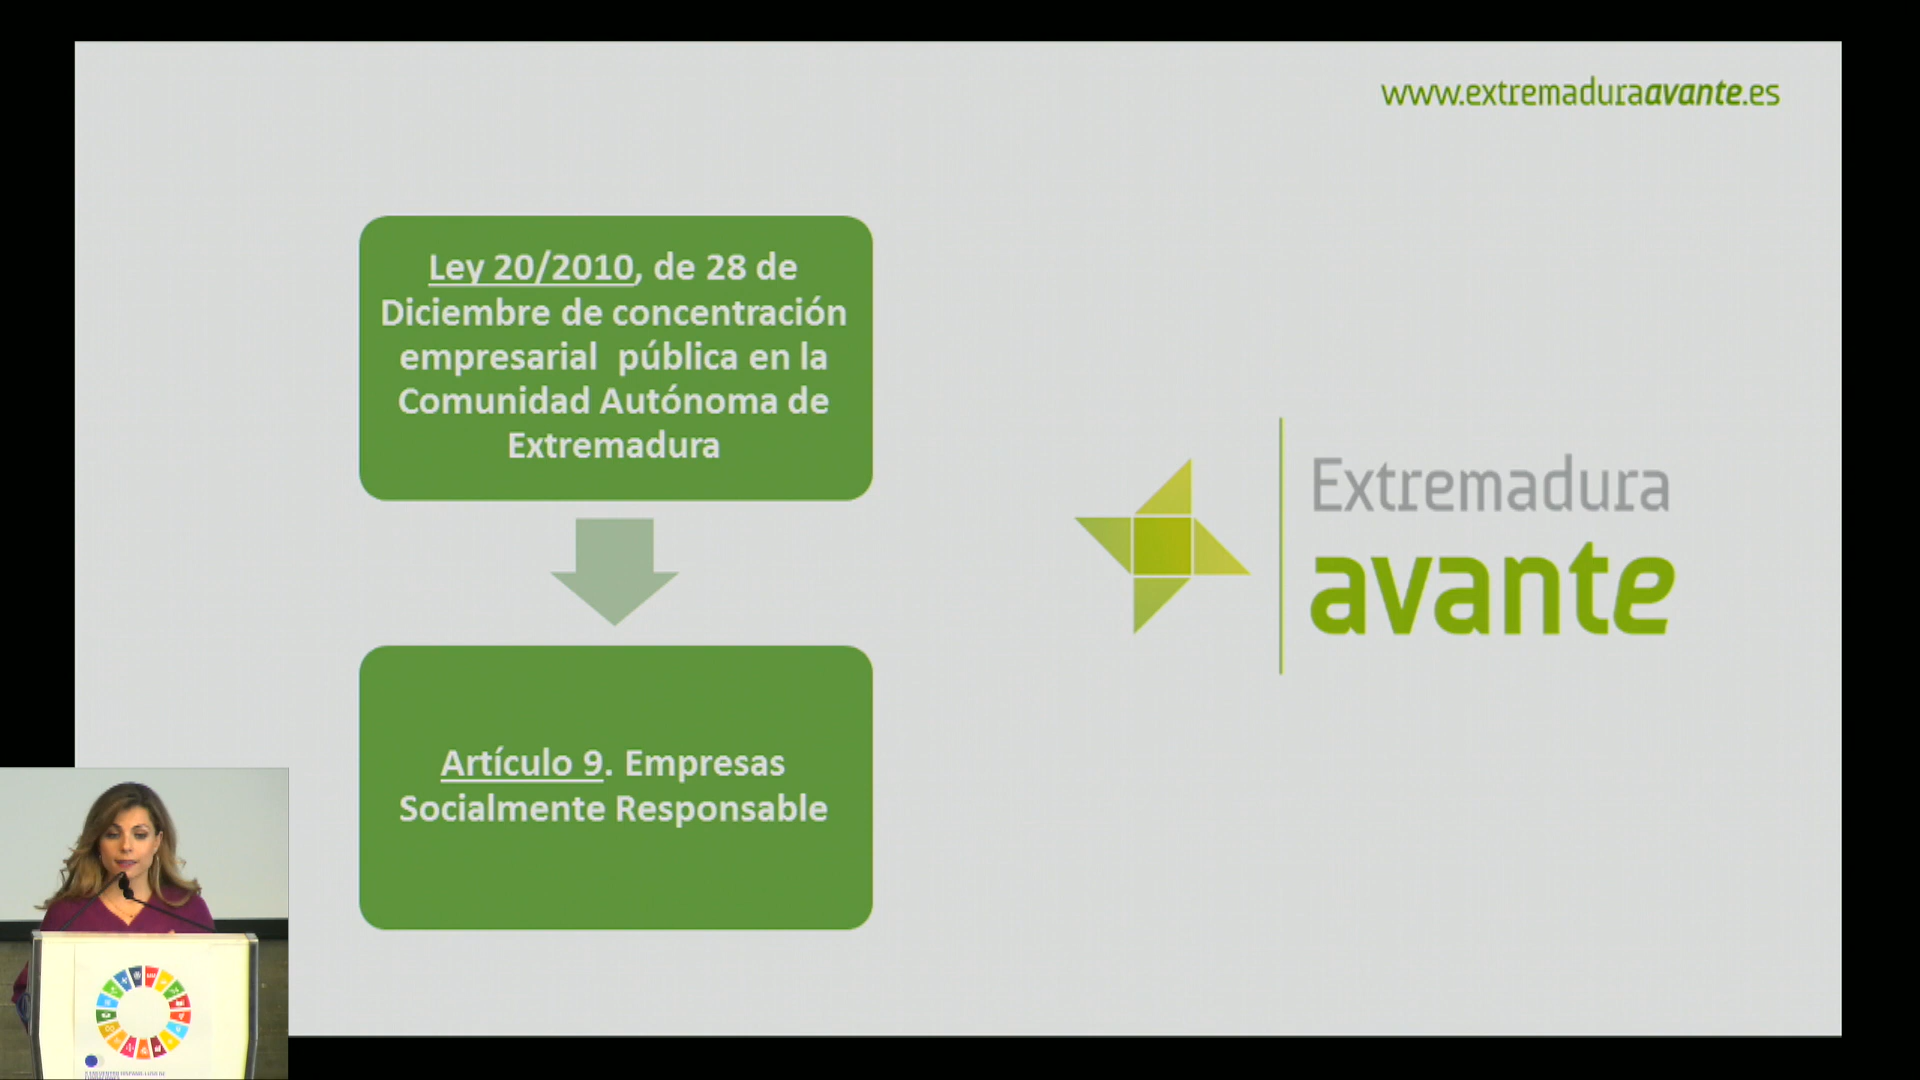 www.extremaduraavante.es
Ley 20/2010, de 28 de
Diciembre de concentración
empresarial pública en la
Comunidad Autónoma de
Extremadura
Extremadura
avante
Artículo 9. Empresas
Socialmente Responsable